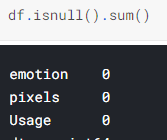 df.isnull().sum()
emotion    0
pixels     0
Usage      0